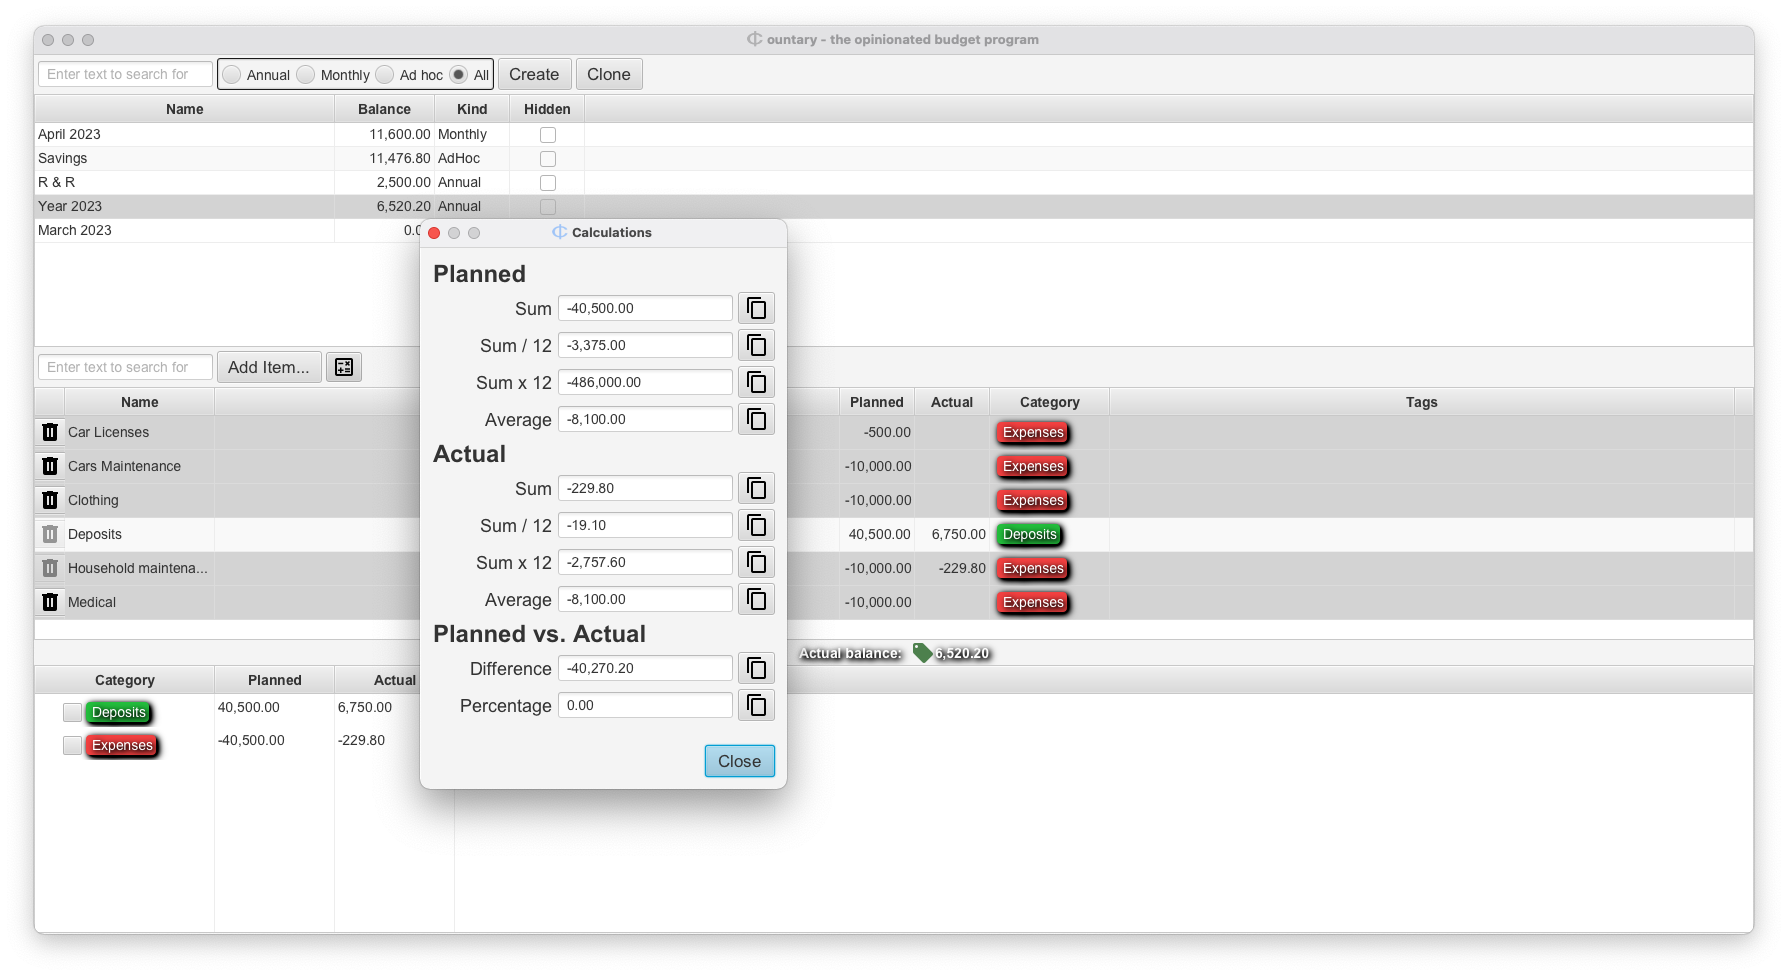 ountary - the opinionated budget program
Enter text to search for Annual Monthly Ad hoc All Create Clone
Name Balance Kind Hidden
April 2023 11,600.00 Monthly
Savings 11,476.80 AdHoc
R & R 2,500.00 Annual
Year 2023 6,520.20 Annual
March 2023
Calculations
Planned
Sum -40,500.00
Sum / 12 -3,375.00
Sum x 12 -486,000.00
Average -8,100.00
Actual
Sum -229.80
Sum / 12 -19.10
Sum x 12 -2,757.60
Average -8,100.00
Planned vs. Actual
Difference -40,270.20
Percentage 0.00
Close
Enter text to search for Add Item...
Name Planned Actual Category Tags
Car Licenses -500.00 Expenses
Cars Maintenance -10,000.00 Expenses
Clothing -10,000.00 Expenses
Deposits 40,500.00 6,750.00 Deposits
Household maintena... -10,000.00 -229.80 Expenses
Medical -10,000.00 Expenses
Actual balance: 6,520.20
Category Planned Actual
Deposits 40,500.00 6,750.00
Expenses -40,500.00 -229.80